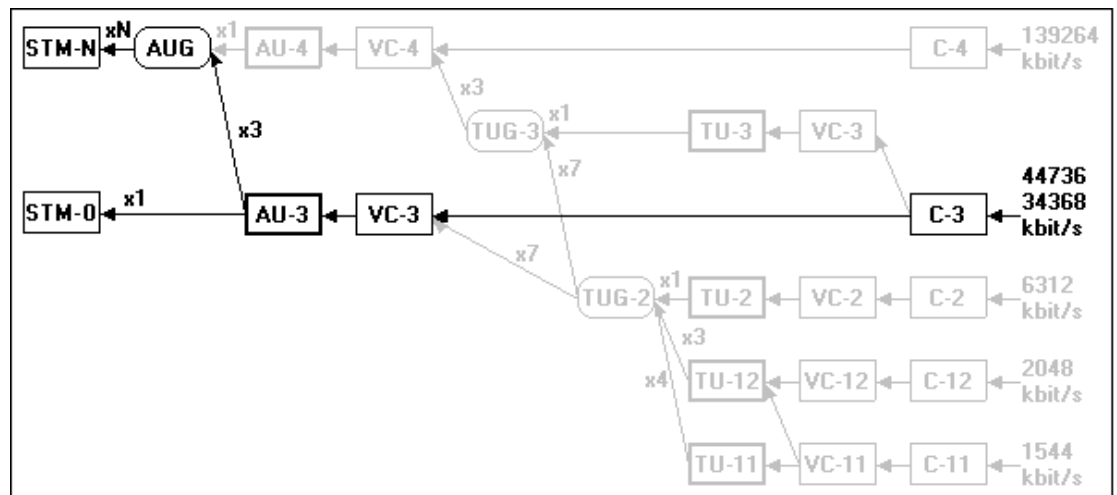 xN
x1
139264
STM-N
AUG
AU-4
VC-4
C-4
kbit/s
x3
x1
x3
TUG-3
TU-3
VC-3
x7
44736
x1
34368
STM-0
AU-3
VC-3
C-3
kbit/s
x7
x1
6312
TUG-2
TU-2
VC-2
C-2
kbit/s
x3
2048
x4
TU-12
VC-12
C-12
kbit/s
1544
TU-11
VC-11
C-11
kbit/s